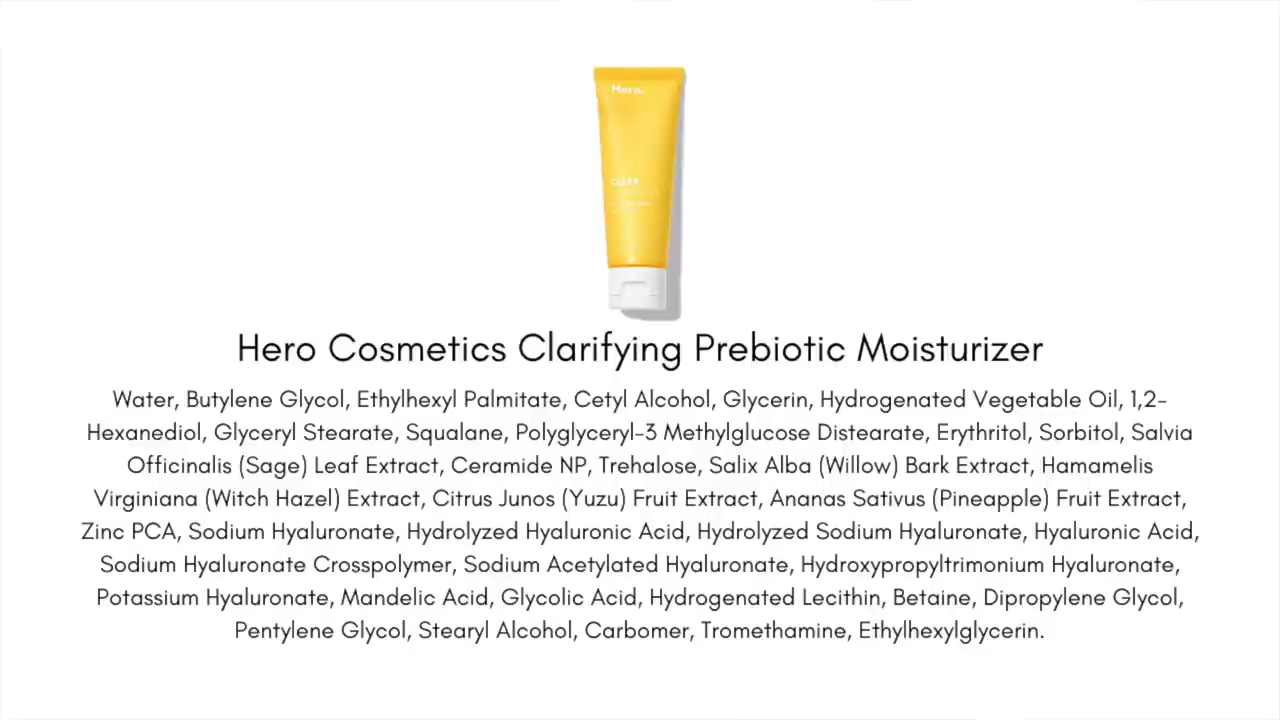 Hero.
CLEAR
Hero Cosmetics Clarifying Prebiotic Moisturizer
Water, Butylene Glycol, Ethylhexyl Palmitate, Cetyl Alcohol, Glycerin, Hydrogenated Vegetable Oil, 1,2-
Hexanediol, Glyceryl Stearate, Squalane, Polyglyceryl-3 Methylglucose Distearate, Erythritol, Sorbitol, Salvia
Officinalis (Sage) Leaf Extract, Ceramide NP, Trehalose, Salix Alba (Willow) Bark Extract, Hamamelis
Virginiana (Witch Hazel) Extract, Citrus Junos (Yuzu) Fruit Extract, Ananas Sativus (Pineapple) Fruit Extract,
Zinc PCA, Sodium Hyaluronate, Hydrolyzed Hyaluronic Acid, Hydrolyzed Sodium Hyaluronate, Hyaluronic Acid,
Sodium Hyaluronate Crosspolymer, Sodium Acetylated Hyaluronate, Hydroxypropyltrimonium Hyaluronate,
Potassium Hyaluronate, Mandelic Acid, Glycolic Acid, Hydrogenated Lecithin, Betaine, Dipropylene Glycol,
Pentylene Glycol, Stearyl Alcohol, Carbomer, Tromethamine, Ethylhexylglycerin.